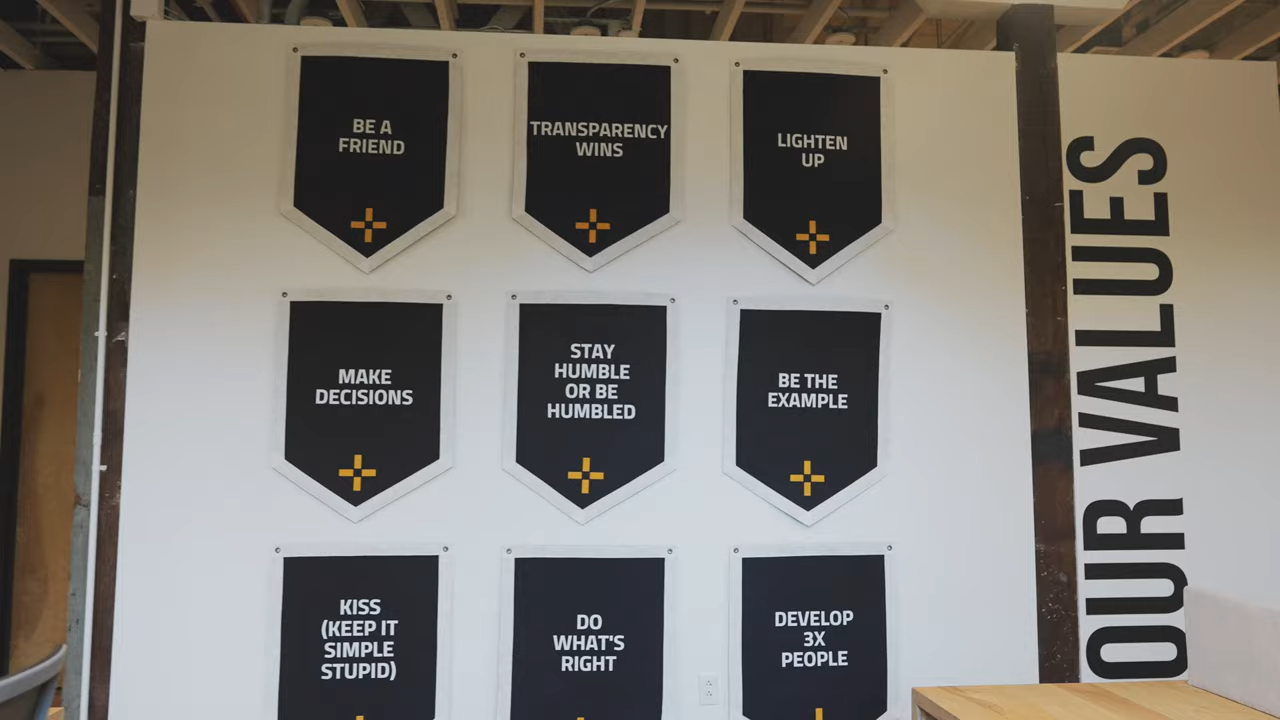 BE A
FRIEND
TRANSPARENCY
WINS
LIGHTEN
UP
MAKE
DECISIONS
STAY
HUMBLE
OR BE
HUMBLED
BE THE
EXAMPLE
KISS
(KEEP IT
SIMPLE
STUPID)
DO
WHAT'S
RIGHT
DEVELOP
3X
PEOPLE
OUR VALUES